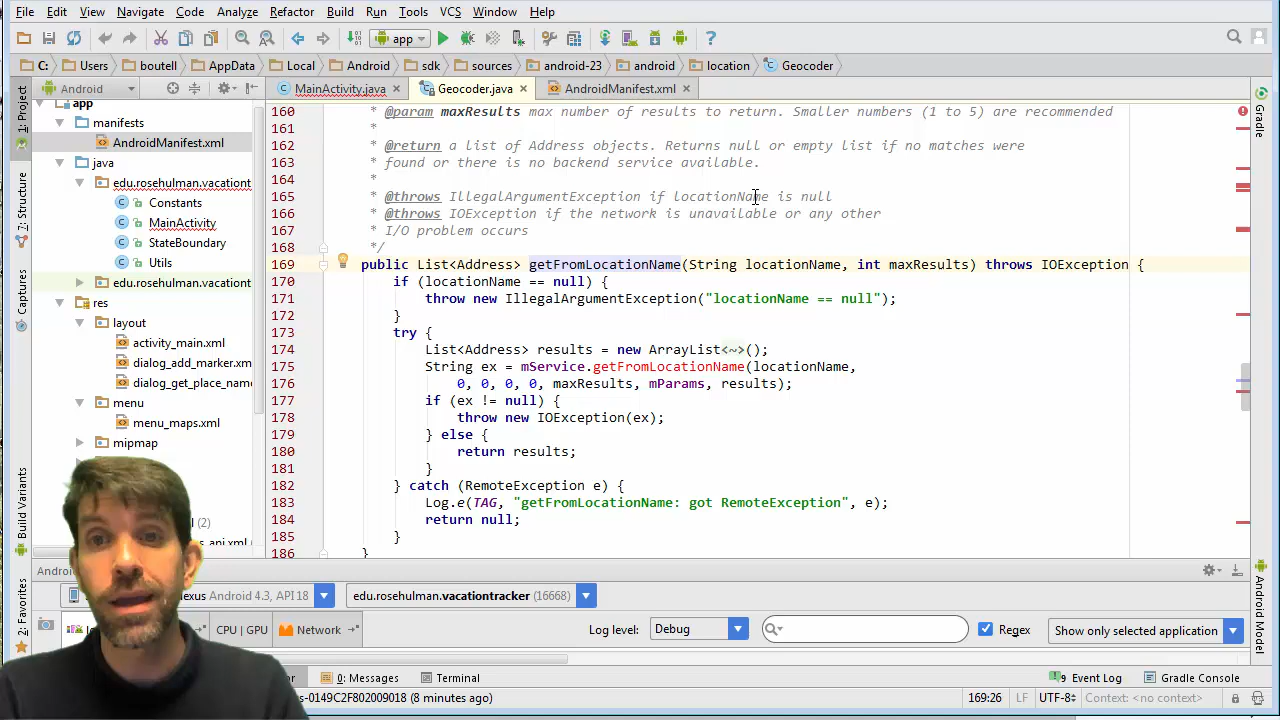 File Edit View Navigate Code Analyze Refactor Build Run Tools VCS Window Help
app
C: Users boutell AppData Local Android sdk sources android-23 android location Geocoder
Android
MainActivity.java
Geocoder.java
AndroidManifest.xml
1: Project
7: Structure
Captures
Build Variants
2: Favorites
app
manifests
AndroidManifest.xml
java
edu.rosehulman.vacationt
Constants
MainActivity
StateBoundary
Utils
edu.rosehulman.vacationt
res
layout
activity_main.xml
dialog_add_marker.xm
dialog_get_place_name
menu
menu_maps.xml
mipmap
(2)
s_api.xml
160 * @param maxResults max number of results to return. Smaller numbers (1 to 5) are recommended
161 *
162 * @return a list of Address objects. Returns null or empty list if no matches were
163 * found or there is no backend service available.
164 *
165 * @throws IllegalArgumentException if locationName is null
166 * @throws IOException if the network is unavailable or any other
167 * I/O problem occurs
168 */
169 public List<Address> getFromLocationName(String locationName, int maxResults) throws IOException {
170 if (locationName == null) {
171 throw new IllegalArgumentException("locationName == null");
172 }
173 try {
174 List<Address> results = new ArrayList<~>();
175 String ex = mService.getFromLocationName(locationName,
176 0, 0, 0, 0, maxResults, mParams, results);
177 if (ex != null) {
178 throw new IOException(ex);
179 } else {
180 return results;
181 }
182 } catch (RemoteException e) {
183 Log.e(TAG, "getFromLocationName: got RemoteException", e);
184 return null;
185 }
186 }
Gradle
Android Model
exus Android 4.3, API 18
edu.rosehulman.vacationtracker (16668)
CPU | GPU
Network
Log level: Debug
Regex
Show only selected application
0: Messages
Terminal
9 Event Log
Gradle Console
s-0149C2F802009018 (8 minutes ago)
169:26 LF UTF-8 Context: <no context>